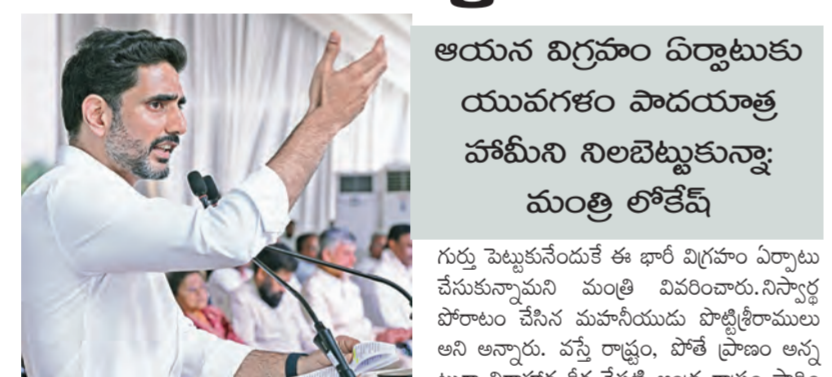 ఆయన విగ్రహం ఏర్పాటుకు
యువగళం పాదయాత్ర
హామీని నిలబెట్టుకున్నా:
మంత్రి లోకేష్
గుర్తు పెట్టుకునేందుకే ఈ భారీ విగ్రహం ఏర్పాటు
చేసుకున్నామని మంత్రి వివరించారు.నిస్వార్థ
పోరాటం చేసిన మహనీయుడు పొట్టిశ్రీరాములు
అని అన్నారు. వస్తే రాష్ట్రం, పోతే ప్రాణం అన్న